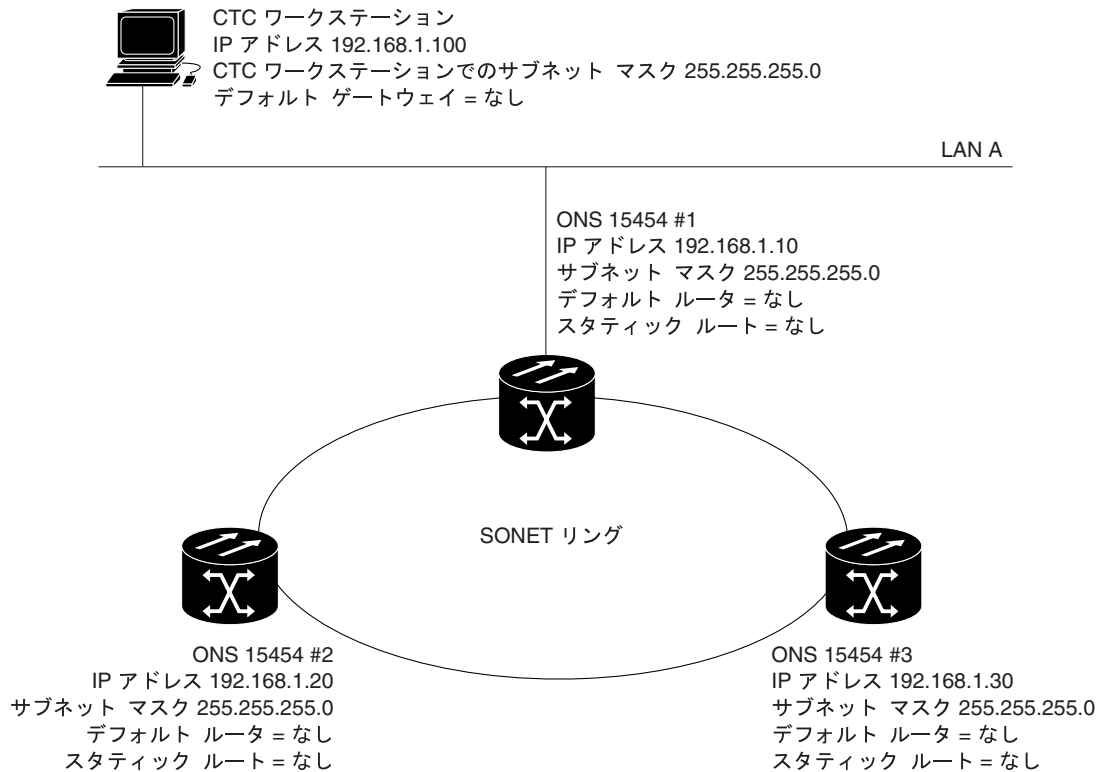 CTC ワークステーション
IP アドレス 192.168.1.100
CTC ワークステーションでのサブネット マスク 255.255.255.0
デフォルト ゲートウェイ = なし
LAN A
ONS 15454 #1
IP アドレス 192.168.1.10
サブネット マスク 255.255.255.0
デフォルト ルータ = なし
スタティック ルート = なし
SONET リング
ONS 15454 #2
IP アドレス 192.168.1.20
サブネット マスク 255.255.255.0
デフォルト ルータ = なし
スタティック ルート = なし
ONS 15454 #3
IP アドレス 192.168.1.30
サブネット マスク 255.255.255.0
デフォルト ルータ = なし
スタティック ルート = なし